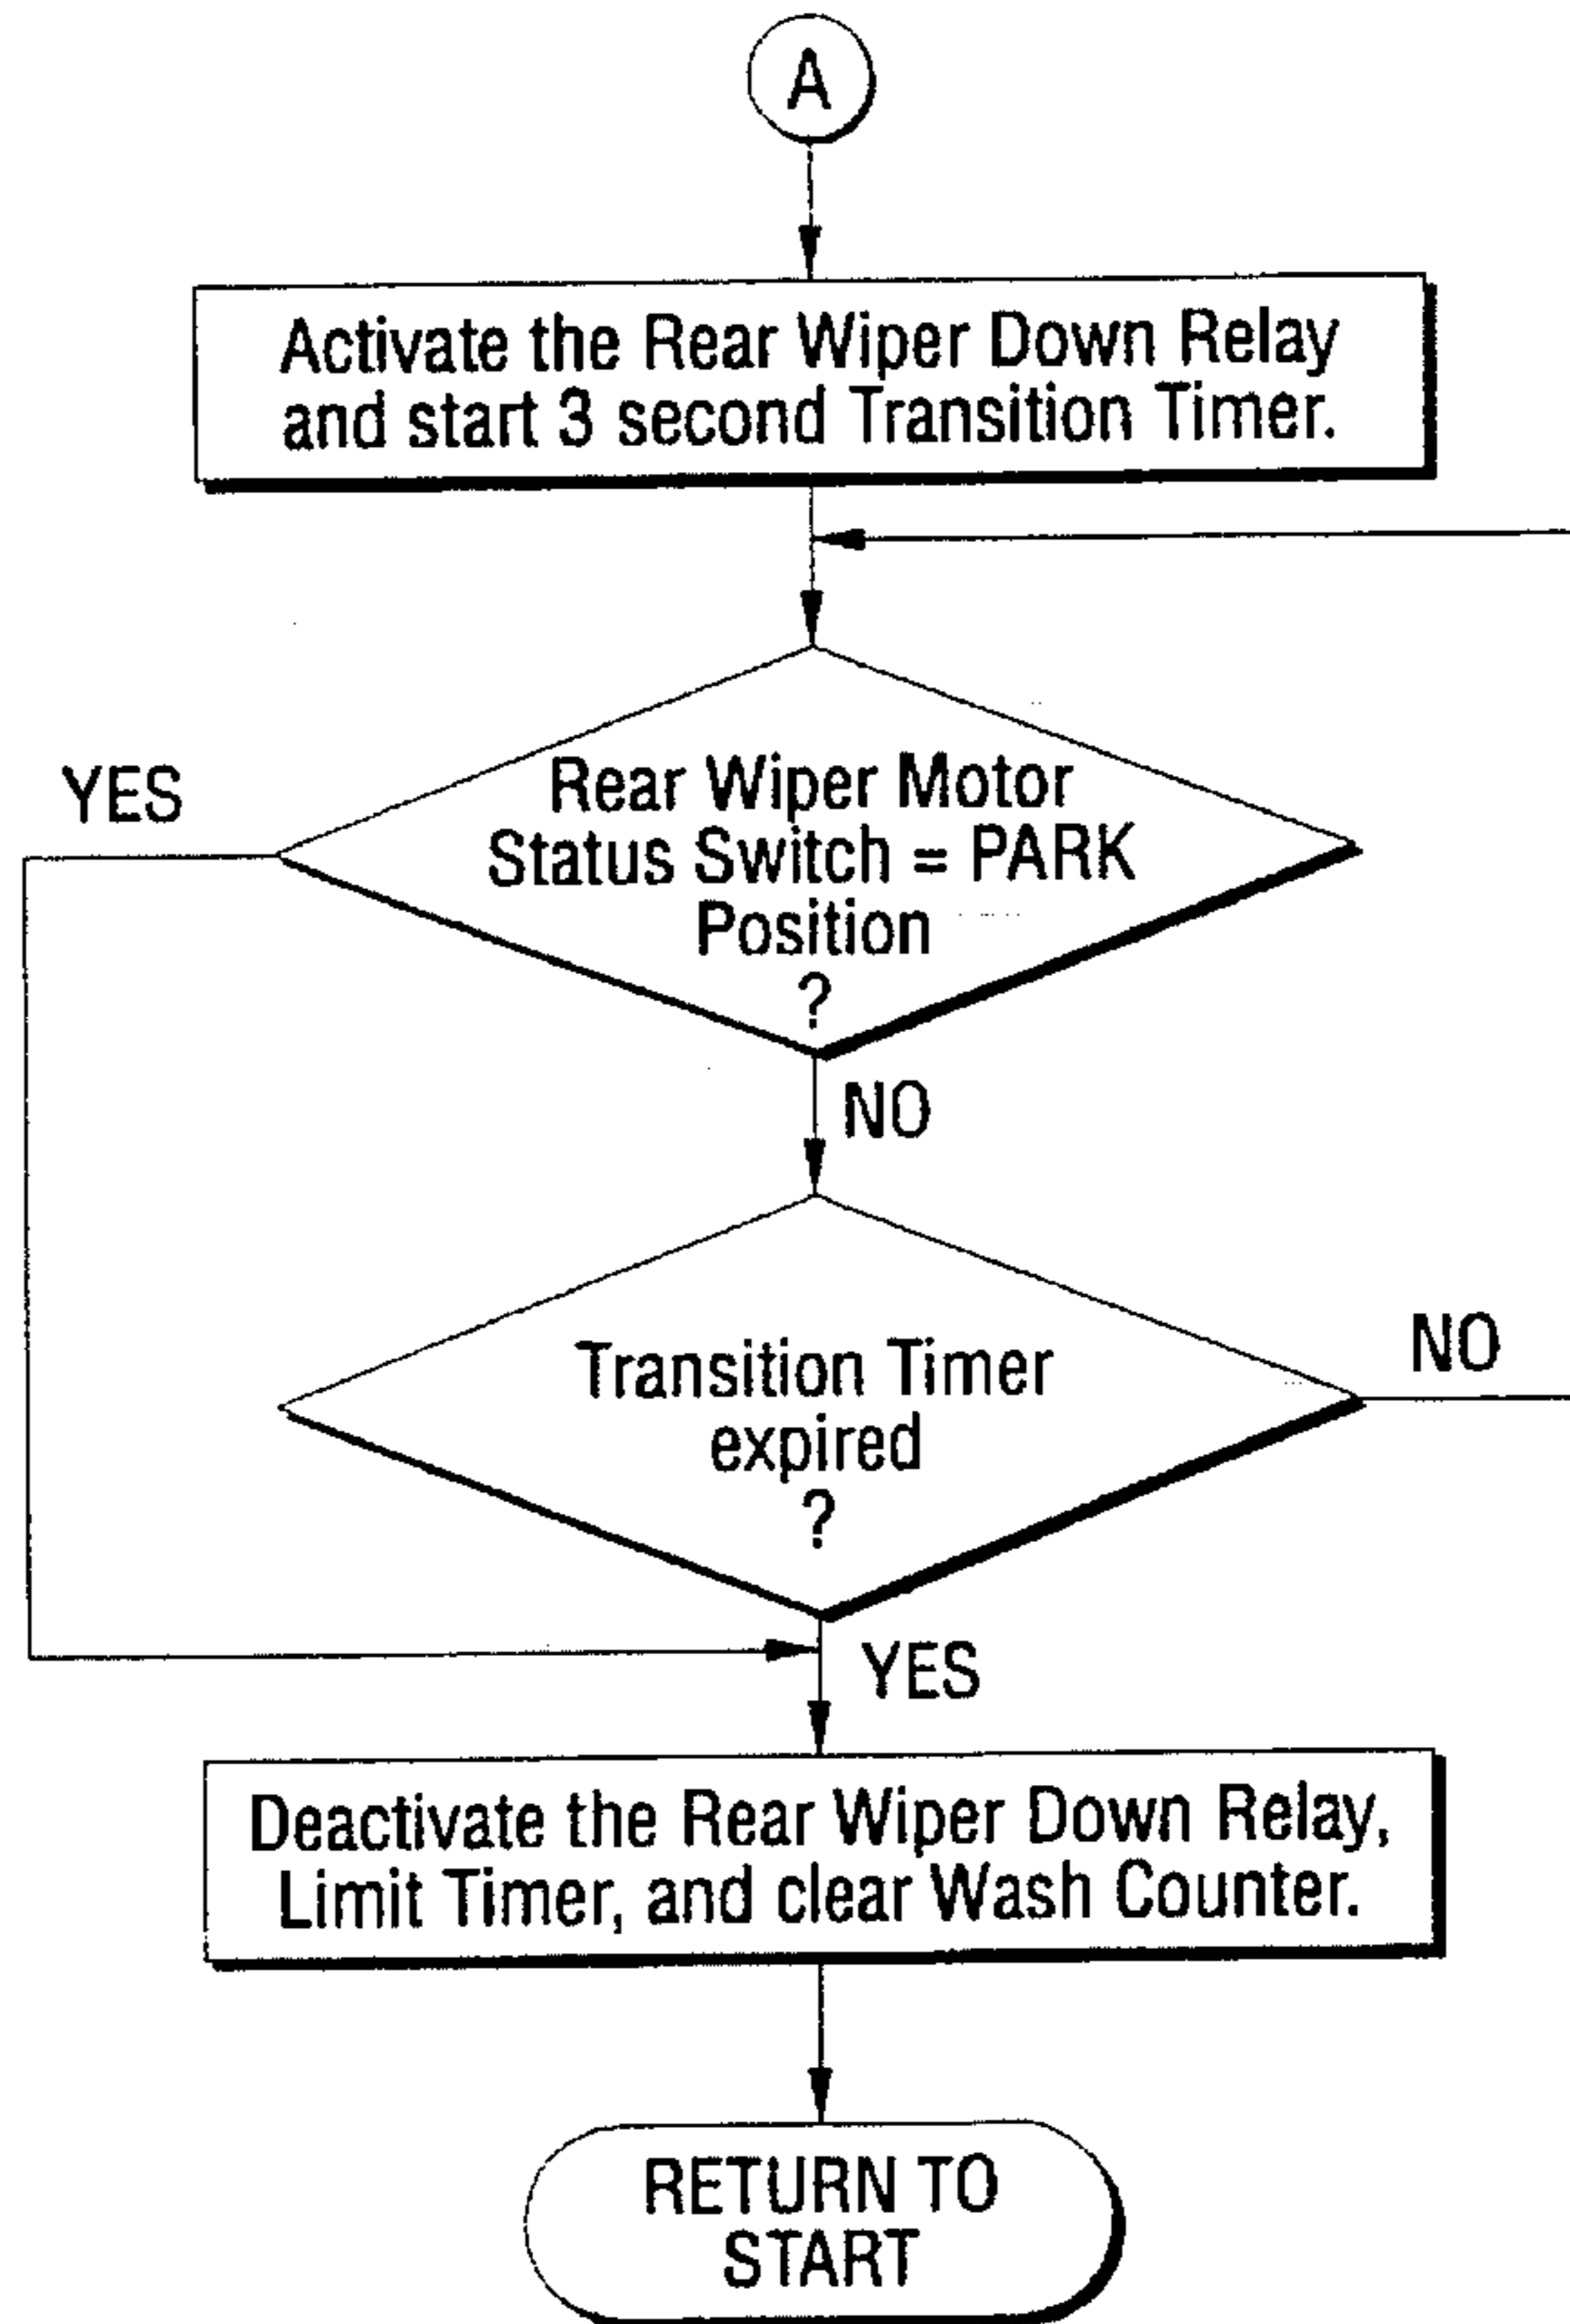 A
Activate the Rear Wiper Down Relay
and start 3 second Transition Timer.
YES
Rear Wiper Motor
Status Switch = PARK
Position
?
NO
Transition Timer
expired
?
NO
YES
Deactivate the Rear Wiper Down Relay,
Limit Timer, and clear Wash Counter.
RETURN TO
START